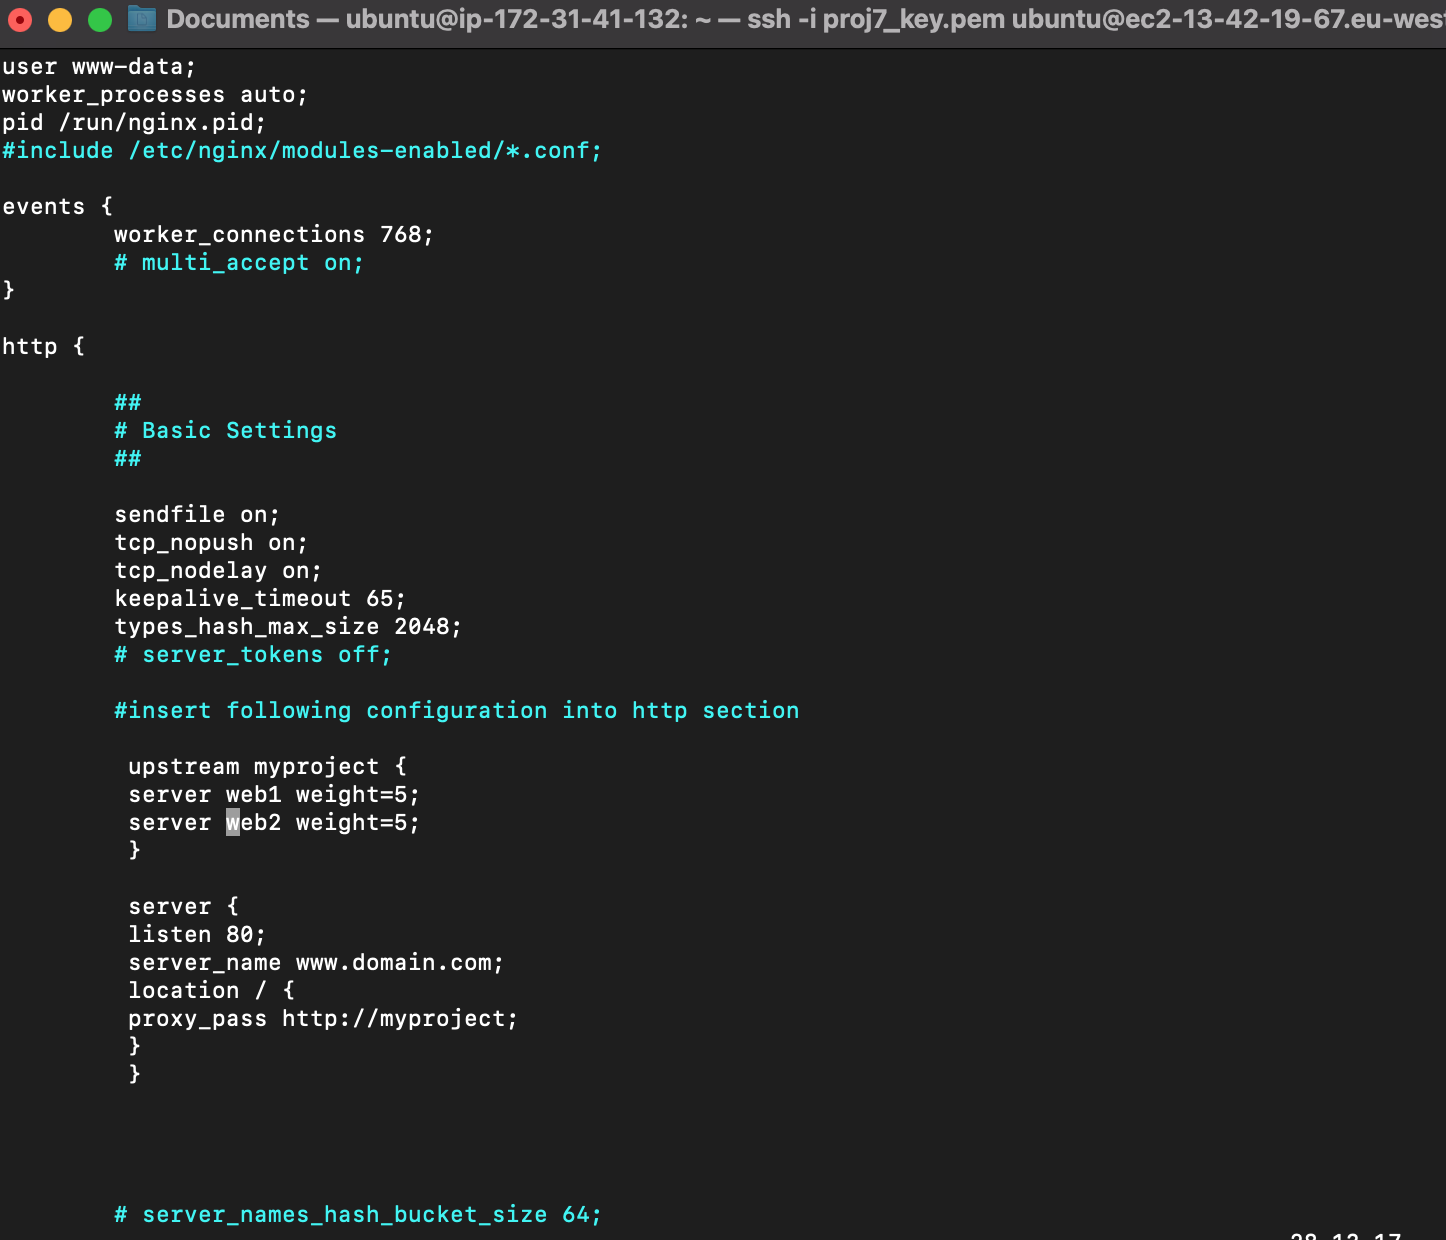 Documents — ubuntu@ip-172-31-41-132: ~ — ssh -i proj7_key.pem ubuntu@ec2-13-42-19-67.eu-west
user www-data;
worker_processes auto;
pid /run/nginx.pid;
#include /etc/nginx/modules-enabled/*.conf;
events {
worker_connections 768;
# multi_accept on;
}
http {
##
# Basic Settings
##
sendfile on;
tcp_nopush on;
tcp_nodelay on;
keepalive_timeout 65;
types_hash_max_size 2048;
# server_tokens off;
#insert following configuration into http section
upstream myproject {
server web1 weight=5;
server web2 weight=5;
}
server {
listen 80;
server_name www.domain.com;
location / {
proxy_pass http://myproject;
}
}
# server_names_hash_bucket_size 64;